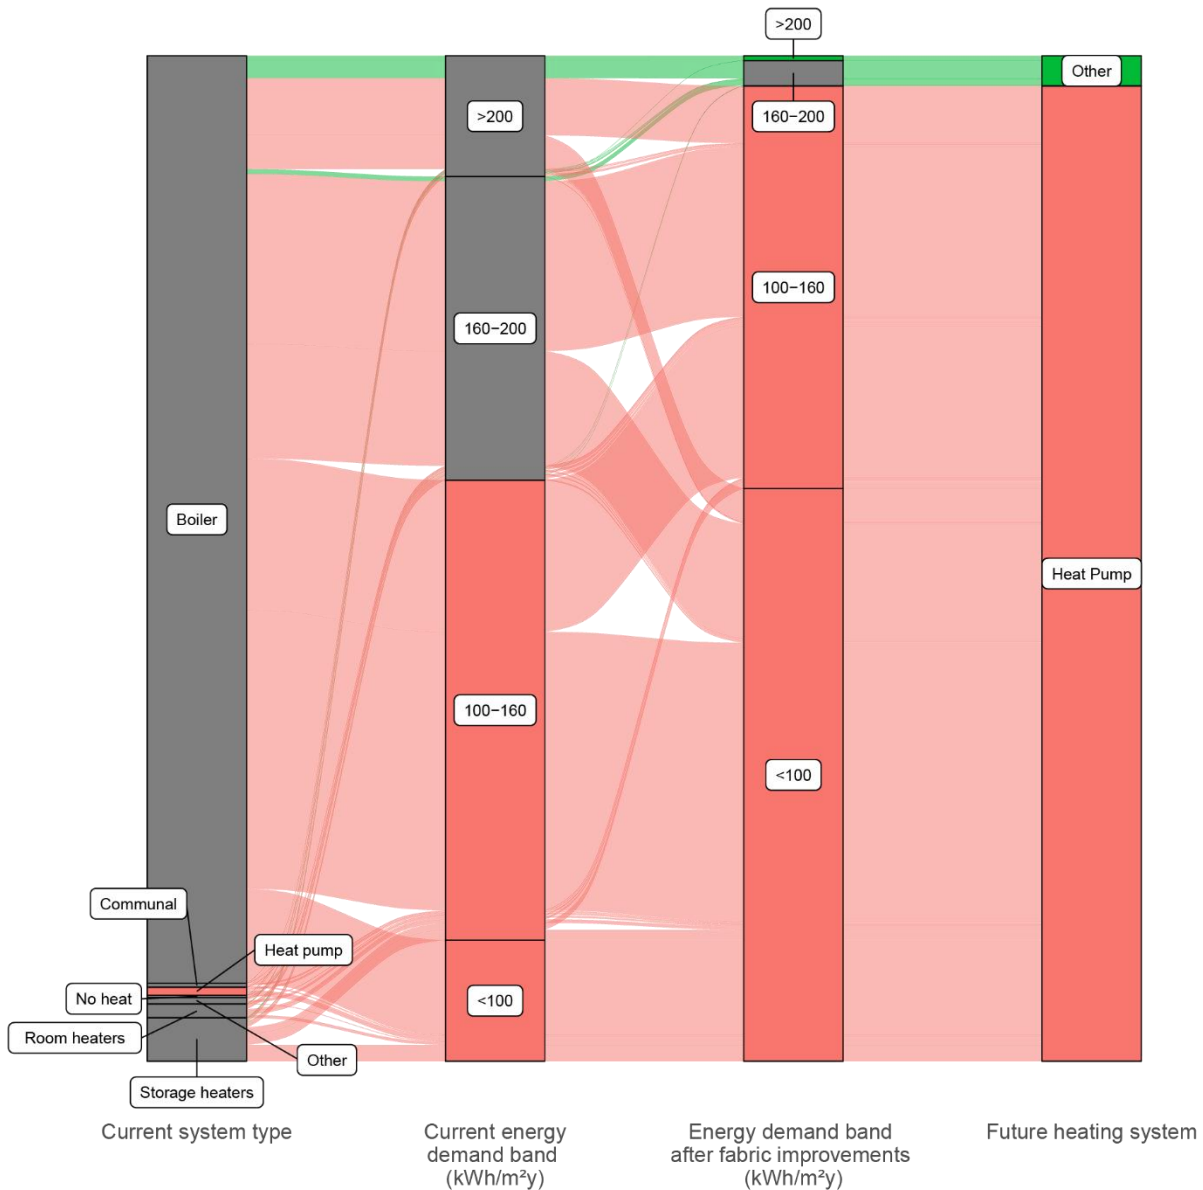 >200
Other
>200
160−200
100−160
160−200
Boiler
Heat Pump
100−160
<100
Communal
Heat pump
No heat
<100
Room heaters
Other
Storage heaters
Current system type
Current energy
demand band
(kWh/m²y)
Energy demand band
after fabric improvements
(kWh/m²y)
Future heating system